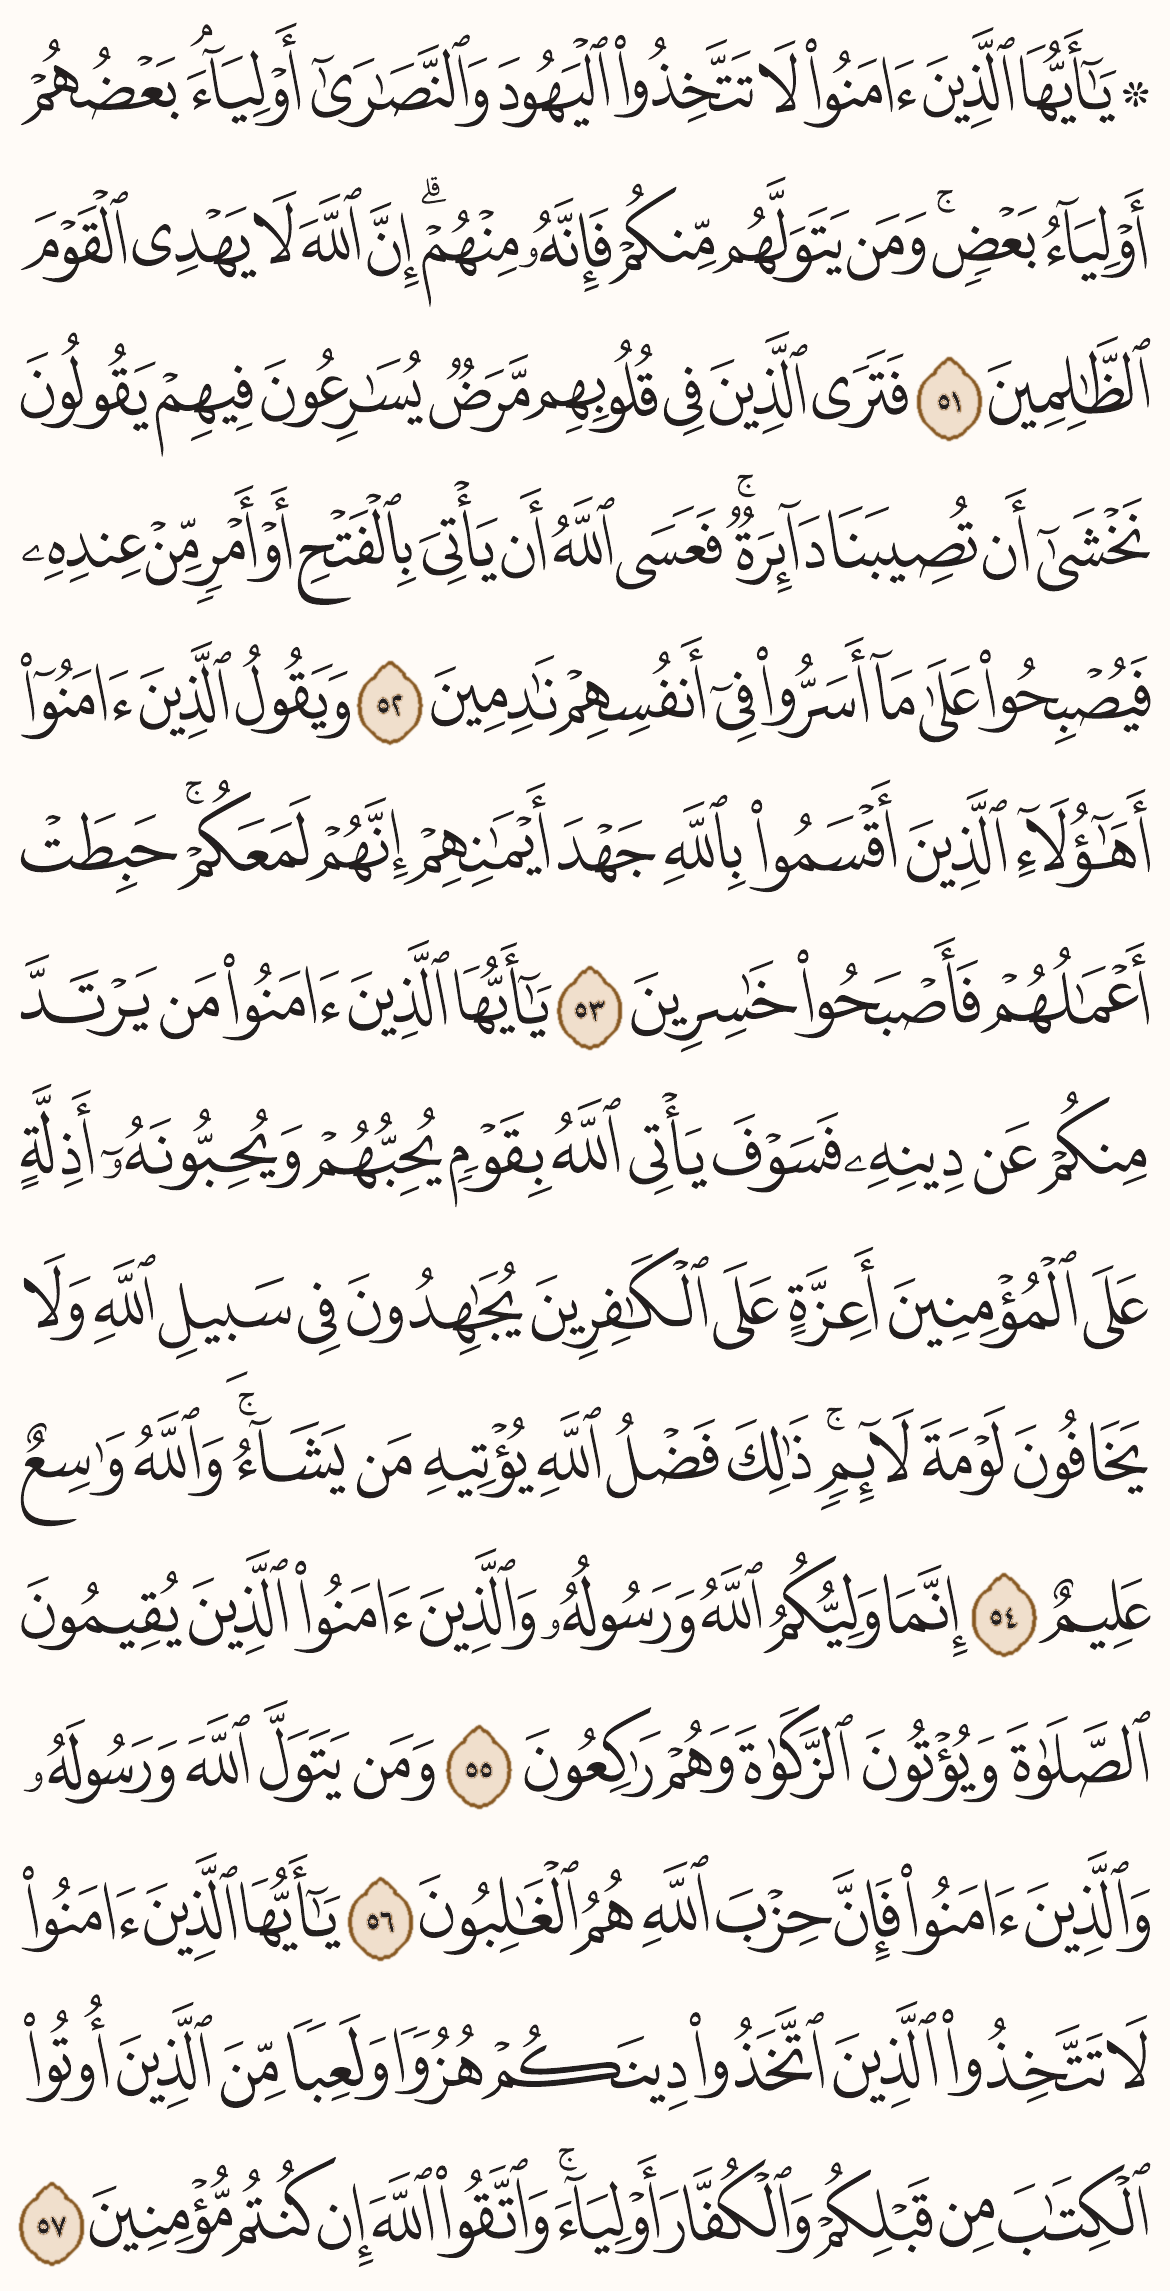 ۞ يَـٰٓأَيُّهَا ٱلَّذِينَ ءَامَنُوا۟ لَا تَتَّخِذُوا۟ ٱلْيَهُودَ وَٱلنَّصَـٰرَىٰٓ أَوْلِيَآءَ ۘ بَعْضُهُمْ
أَوْلِيَآءُ بَعْضٍ ۚ وَمَن يَتَوَلَّهُم مِّنكُمْ فَإِنَّهُۥ مِنْهُمْ ۗ إِنَّ ٱللَّهَ لَا يَهْدِى ٱلْقَوْمَ
ٱلظَّـٰلِمِينَ ٥١ فَتَرَى ٱلَّذِينَ فِى قُلُوبِهِم مَّرَضٌ يُسَـٰرِعُونَ فِيهِمْ يَقُولُونَ
نَخْشَىٰٓ أَن تُصِيبَنَا دَآئِرَةٌ ۚ فَعَسَى ٱللَّهُ أَن يَأْتِىَ بِٱلْفَتْحِ أَوْ أَمْرٍ مِّنْ عِندِهِۦ
فَيُصْبِحُوا۟ عَلَىٰ مَآ أَسَرُّوا۟ فِىٓ أَنفُسِهِمْ نَـٰدِمِينَ ٥٢ وَيَقُولُ ٱلَّذِينَ ءَامَنُوٓا۟
أَهَـٰٓؤُلَآءِ ٱلَّذِينَ أَقْسَمُوا۟ بِٱللَّهِ جَهْدَ أَيْمَـٰنِهِمْ إِنَّهُمْ لَمَعَكُمْ ۚ حَبِطَتْ
أَعْمَـٰلُهُمْ فَأَصْبَحُوا۟ خَـٰسِرِينَ ٥٣ يَـٰٓأَيُّهَا ٱلَّذِينَ ءَامَنُوا۟ مَن يَرْتَدَّ
مِنكُمْ عَن دِينِهِۦ فَسَوْفَ يَأْتِى ٱللَّهُ بِقَوْمٍ يُحِبُّهُمْ وَيُحِبُّونَهُۥٓ أَذِلَّةٍ
عَلَى ٱلْمُؤْمِنِينَ أَعِزَّةٍ عَلَى ٱلْكَـٰفِرِينَ يُجَـٰهِدُونَ فِى سَبِيلِ ٱللَّهِ وَلَا
يَخَافُونَ لَوْمَةَ لَآئِمٍ ۚ ذَٰلِكَ فَضْلُ ٱللَّهِ يُؤْتِيهِ مَن يَشَآءُ ۚ وَٱللَّهُ وَٰسِعٌ
عَلِيمٌ ٥٤ إِنَّمَا وَلِيُّكُمُ ٱللَّهُ وَرَسُولُهُۥ وَٱلَّذِينَ ءَامَنُوا۟ ٱلَّذِينَ يُقِيمُونَ
ٱلصَّلَوٰةَ وَيُؤْتُونَ ٱلزَّكَوٰةَ وَهُمْ رَٰكِعُونَ ٥٥ وَمَن يَتَوَلَّ ٱللَّهَ وَرَسُولَهُۥ
وَٱلَّذِينَ ءَامَنُوا۟ فَإِنَّ حِزْبَ ٱللَّهِ هُمُ ٱلْغَـٰلِبُونَ ٥٦ يَـٰٓأَيُّهَا ٱلَّذِينَ ءَامَنُوا۟
لَا تَتَّخِذُوا۟ ٱلَّذِينَ ٱتَّخَذُوا۟ دِينَكُمْ هُزُوًا وَلَعِبًا مِّنَ ٱلَّذِينَ أُوتُوا۟
ٱلْكِتَـٰبَ مِن قَبْلِكُمْ وَٱلْكُفَّارَ أَوْلِيَآءَ ۚ وَٱتَّقُوا۟ ٱللَّهَ إِن كُنتُم مُّؤْمِنِينَ ٥٧